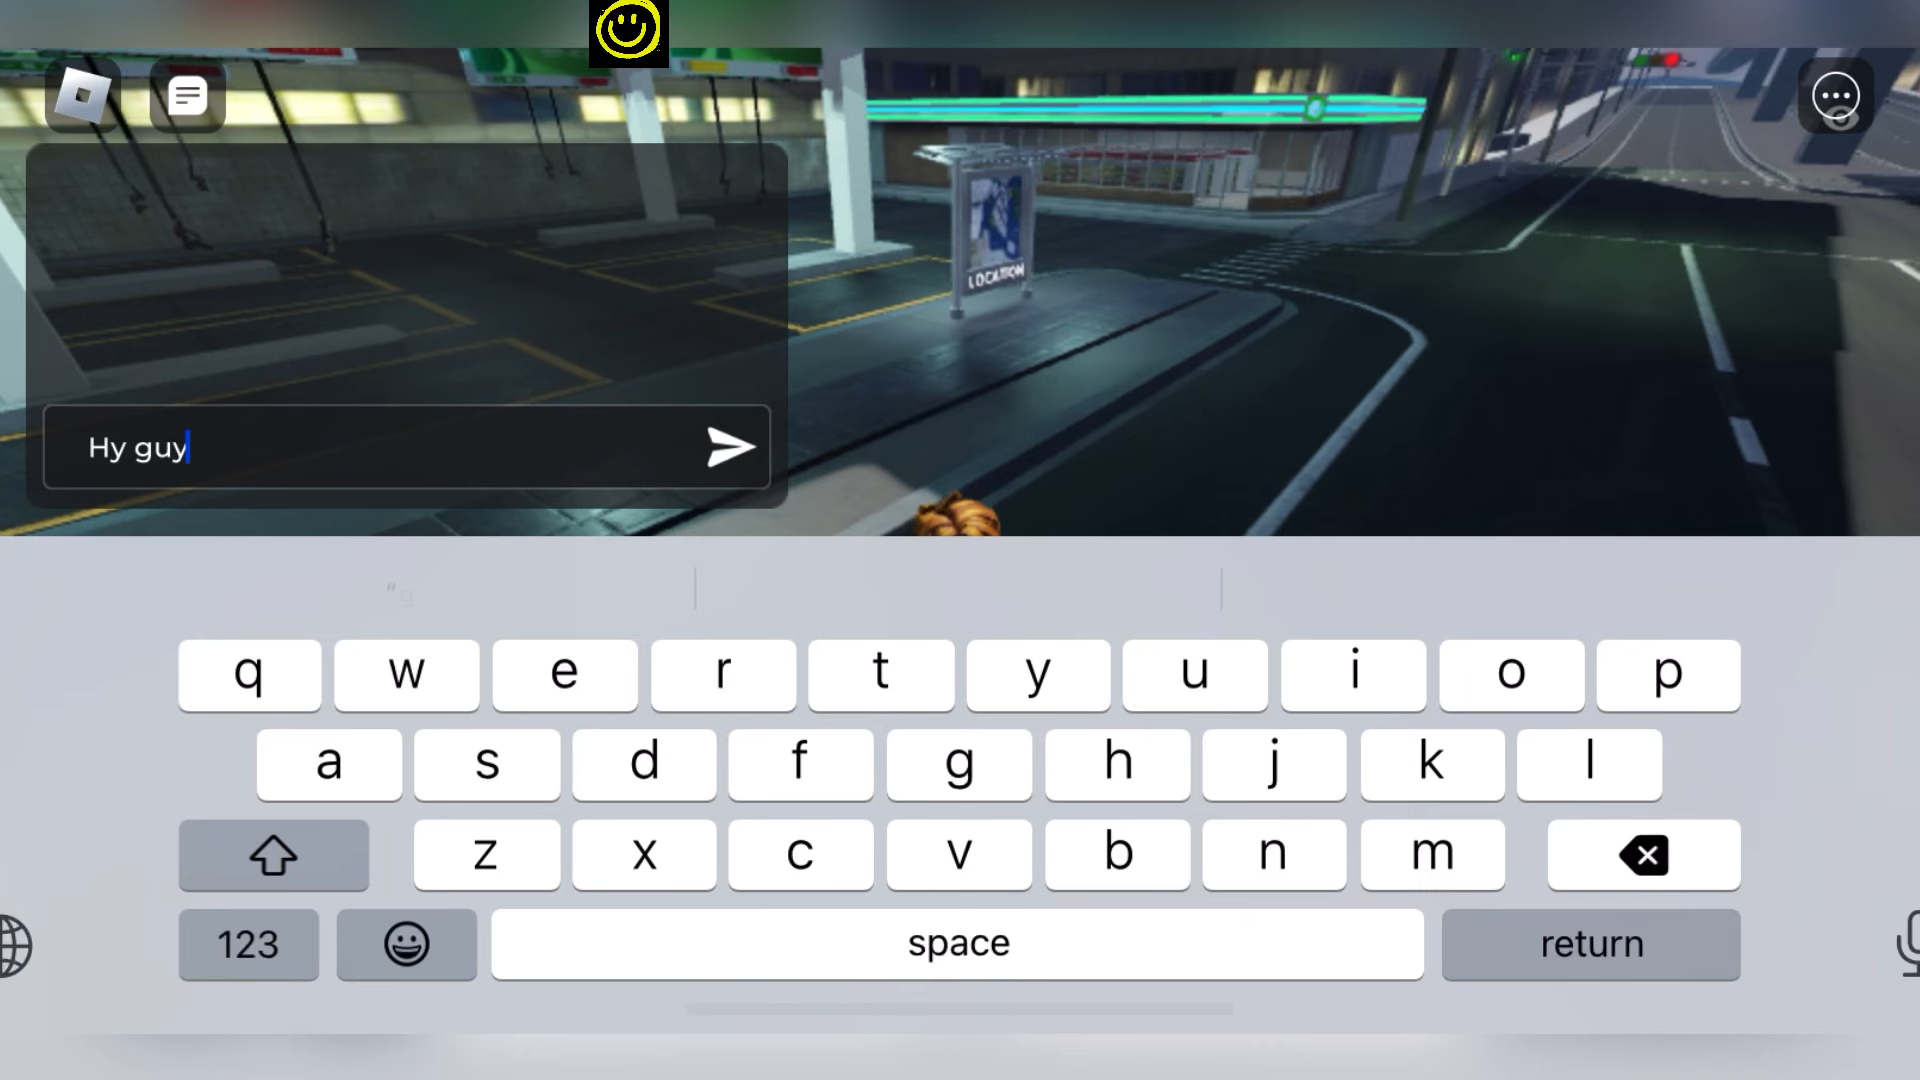 LOCATION
Hy guy
"g
q w e r t y u i o p
a s d f g h j k l
z x c v b n m
123 space return